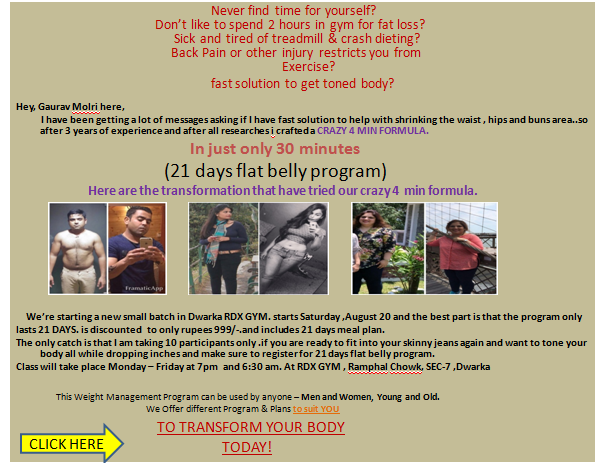 Never find time for yourself?
Don't like to spend 2 hours in gym for fat loss?
Sick and tired of treadmill & crash dieting?
Back Pain or other injury restricts you from
Exercise?
fast solution to get toned body?
Hey, Gaurav Molri here,
I have been getting a lot of messages asking if I have fast solution to help with shrinking the waist , hips and buns area..so
after 3 years of experience and after all researches i crafted a CRAZY 4 MIN FORMULA.
In just only 30 minutes
(21 days flat belly program)
Here are the transformation that have tried our crazy 4 min formula.
FramaticApp
We're starting a new small batch in Dwarka RDX GYM. starts Saturday ,August 20 and the best part is that the program only
lasts 21 DAYS. is discounted to only rupees 999/-.and includes 21 days meal plan.
The only catch is that I am taking 10 participants only .if you are ready to fit into your skinny jeans again and want to tone your
body all while dropping inches and make sure to register for 21 days flat belly program.
Class will take place Monday – Friday at 7pm and 6:30 am. At RDX GYM , Ramphal Chowk, SEC-7 ,Dwarka
This Weight Management Program can be used by anyone – Men and Women, Young and Old.
We Offer different Program & Plans to suit YOU
TO TRANSFORM YOUR BODY
TODAY!
CLICK HERE